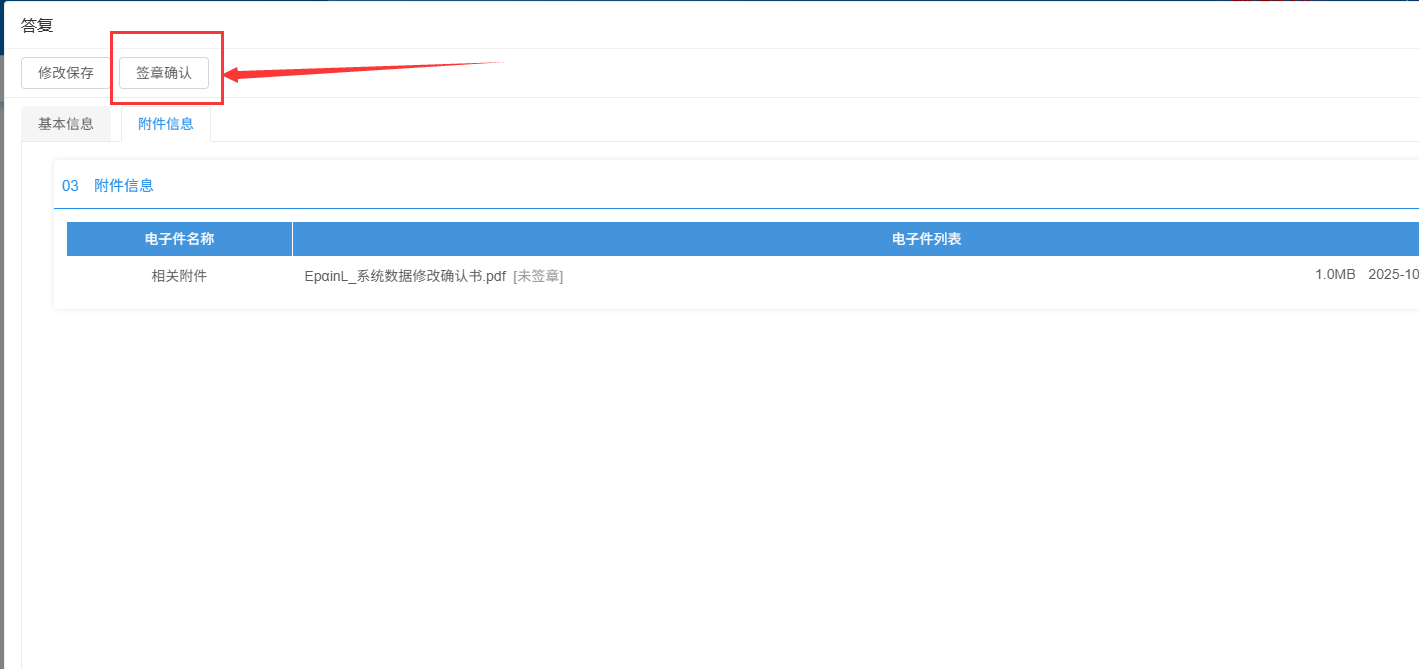 答复
修改保存 签章确认
基本信息 附件信息
03 附件信息
电子件名称 电子件列表
相关附件 EpαinL_系统数据修改确认书.pdf [未签章] 1.0MB 2025-10